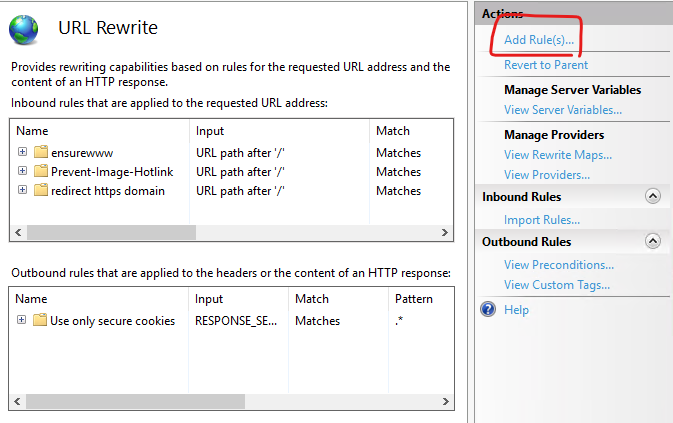 URL Rewrite
Provides rewriting capabilities based on rules for the requested URL address and the
content of an HTTP response.
Inbound rules that are applied to the requested URL address:
Name Input Match
ensurewww URL path after '/' Matches
Prevent-Image-Hotlink URL path after '/' Matches
redirect https domain URL path after '/' Matches
Outbound rules that are applied to the headers or the content of an HTTP response:
Name Input Match Pattern
Use only secure cookies RESPONSE_SE... Matches .*
Actions
Add Rule(s)...
Revert to Parent
Manage Server Variables
View Server Variables...
Manage Providers
View Rewrite Maps...
View Providers...
Inbound Rules
Import Rules...
Outbound Rules
View Preconditions...
View Custom Tags...
Help